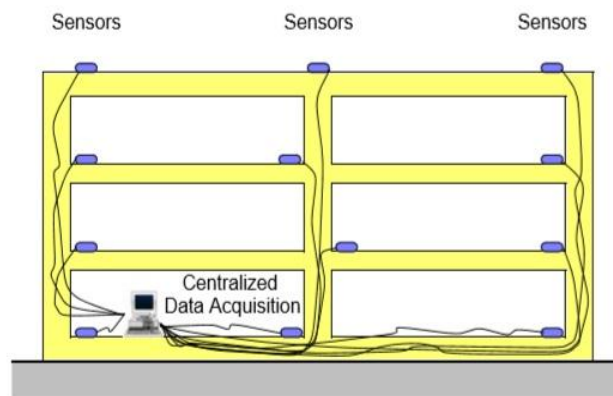 Sensors
Sensors
Sensors
Centralized
Data Acquisition